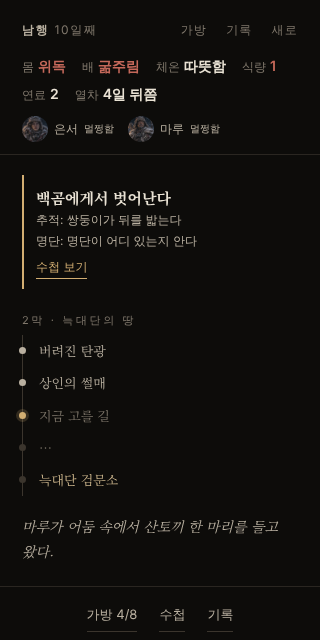 남행 10일째 가방 기록 새로
몸 위독 배 굶주림 체온 따뜻함 식량 1
연료 2 열차 4일 뒤쯤
은서 멀쩡함 마루 멀쩡함
백곰에게서 벗어난다
추적: 쌍둥이가 뒤를 밟는다
명단: 명단이 어디 있는지 안다
수첩 보기
2막 · 늑대단의 땅
버려진 탄광
상인의 썰매
지금 고를 길
···
늑대단 검문소
마루가 어둠 속에서 산토끼 한 마리를 들고
왔다.
가방 4/8 수첩 기록